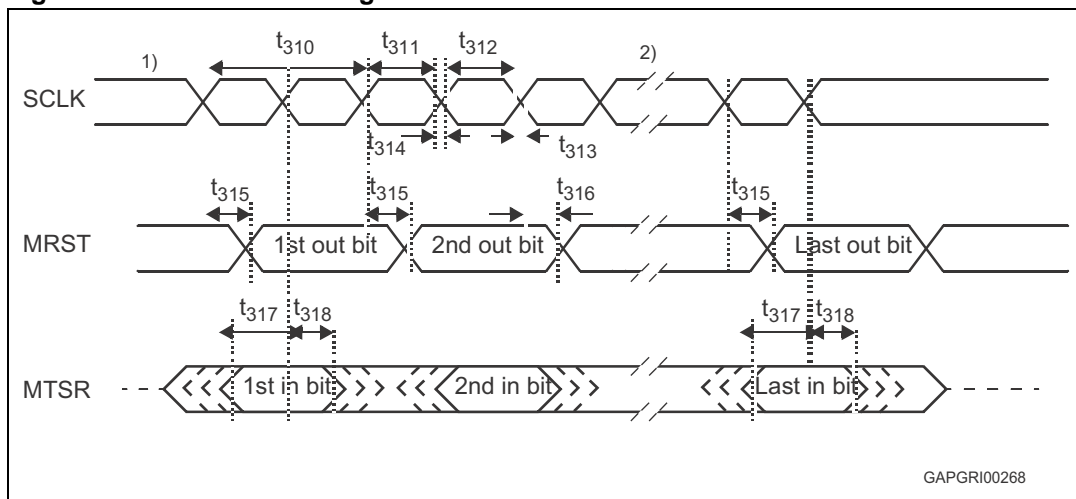 1) t310 t311 t312 2)
SCLK
t314 t313
t315 t315 t316 t315
MRST 1st out bit 2nd out bit Last out bit
t317 t318 t317 t318
MTSR 1st in bit 2nd in bit Last in bit
GAPGRI00268